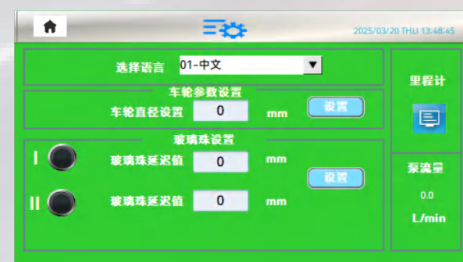 2025/03/20 THU 13:48:45
选择语言 01-中文
里程计
车轮参数设置
车轮直径设置 0 mm 设置
玻璃珠设置
I 玻璃珠延迟值 0 mm
设置
泵流量
II 玻璃珠延迟值 0 mm
0.0
L/min